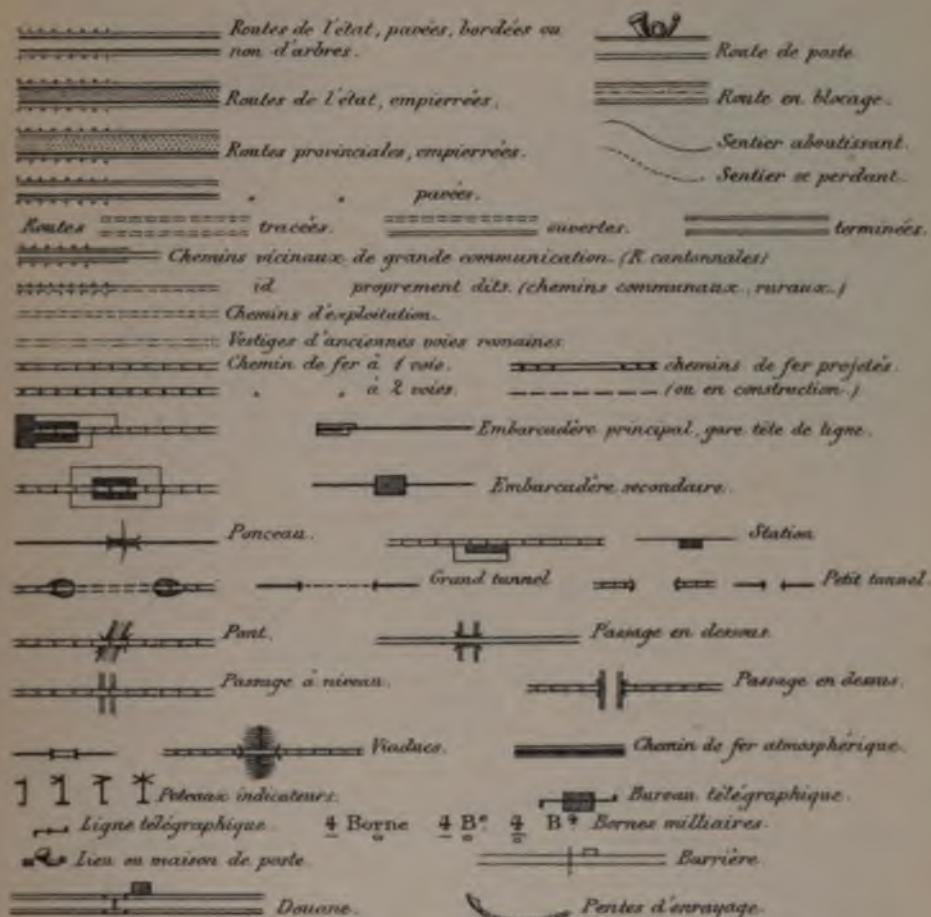 Routes de l'état, pavées, bordées ou
non d'arbres.
Route de poste
Routes de l'état, empierrées.
Route en blocage.
Routes provinciales, empierrées.
Sentier aboutissant.
Sentier se perdant.
" " pavées.
Routes tracées. ouvertes. terminées.
Chemins vicinaux de grande communication. (R. cantonnales)
id proprement dits. (chemins communaux, ruraux..)
Chemins d'exploitation.
Vestiges d'anciennes voies romaines
Chemin de fer à 1 voie. chemins de fer projetés.
" " à 2 voies. (ou en construction.)
Embarcadère principal, gare tête de ligne.
Embarcadère secondaire.
Ponceau. Station
Grand tunnel Petit tunnel.
Pont. Passage en dessous.
Passage à niveau. Passage en dessus.
Viaducs. Chemin de fer atmosphérique.
Poteaux indicateurs. Bureau télégraphique.
Ligne télégraphique. 4 Borne 4 Bᵉ 4 Bᵉ Bornes milliaires.
Lieu ou maison de poste. Barrière.
Douane. Pentes d'enrayage.